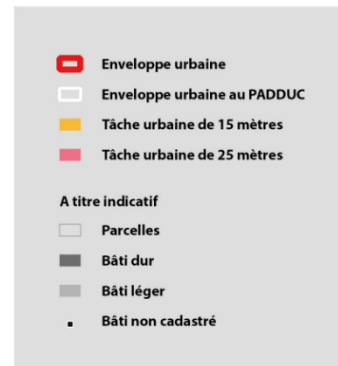 Enveloppe urbaine
Enveloppe urbaine au PADDUC
Tâche urbaine de 15 mètres
Tâche urbaine de 25 mètres
A titre indicatif
Parcelles
Bâti dur
Bâti léger
Bâti non cadastré